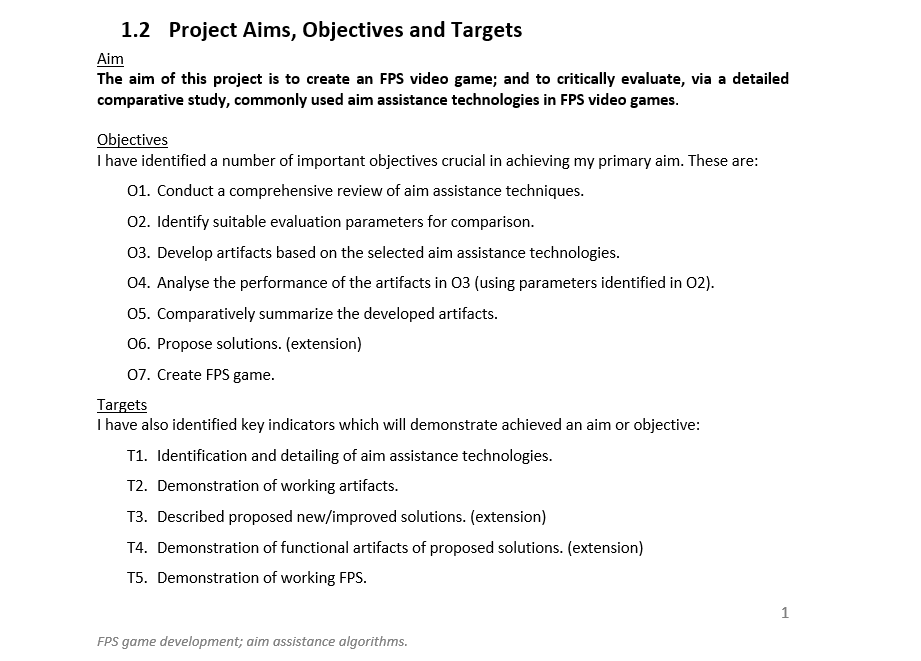 1.2 Project Aims, Objectives and Targets
Aim
The aim of this project is to create an FPS video game; and to critically evaluate, via a detailed
comparative study, commonly used aim assistance technologies in FPS video games.
Objectives
I have identified a number of important objectives crucial in achieving my primary aim. These are:
O1. Conduct a comprehensive review of aim assistance techniques.
O2. Identify suitable evaluation parameters for comparison.
O3. Develop artifacts based on the selected aim assistance technologies.
O4. Analyse the performance of the artifacts in O3 (using parameters identified in O2).
O5. Comparatively summarize the developed artifacts.
O6. Propose solutions. (extension)
O7. Create FPS game.
Targets
I have also identified key indicators which will demonstrate achieved an aim or objective:
T1. Identification and detailing of aim assistance technologies.
T2. Demonstration of working artifacts.
T3. Described proposed new/improved solutions. (extension)
T4. Demonstration of functional artifacts of proposed solutions. (extension)
T5. Demonstration of working FPS.
1
FPS game development; aim assistance algorithms.